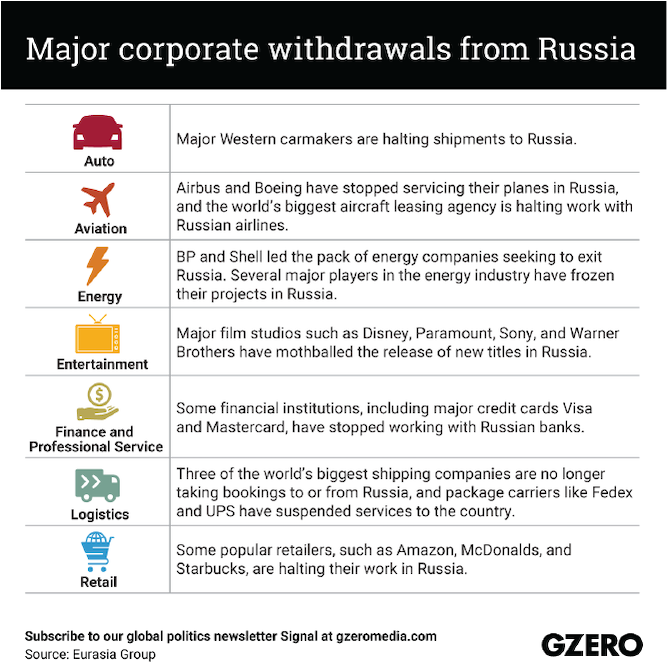 Major corporate withdrawals from Russia
Auto
Major Western carmakers are halting shipments to Russia.
Aviation
Airbus and Boeing have stopped servicing their planes in Russia,
and the world's biggest aircraft leasing agency is halting work with
Russian airlines.
Energy
BP and Shell led the pack of energy companies seeking to exit
Russia. Several major players in the energy industry have frozen
their projects in Russia.
Entertainment
Major film studios such as Disney, Paramount, Sony, and Warner
Brothers have mothballed the release of new titles in Russia.
$
Finance and
Professional Service
Some financial institutions, including major credit cards Visa
and Mastercard, have stopped working with Russian banks.
Logistics
Three of the world's biggest shipping companies are no longer
taking bookings to or from Russia, and package carriers like Fedex
and UPS have suspended services to the country.
Retail
Some popular retailers, such as Amazon, McDonalds, and
Starbucks, are halting their work in Russia.
Subscribe to our global politics newsletter Signal at gzeromedia.com
Source: Eurasia Group
GZERO